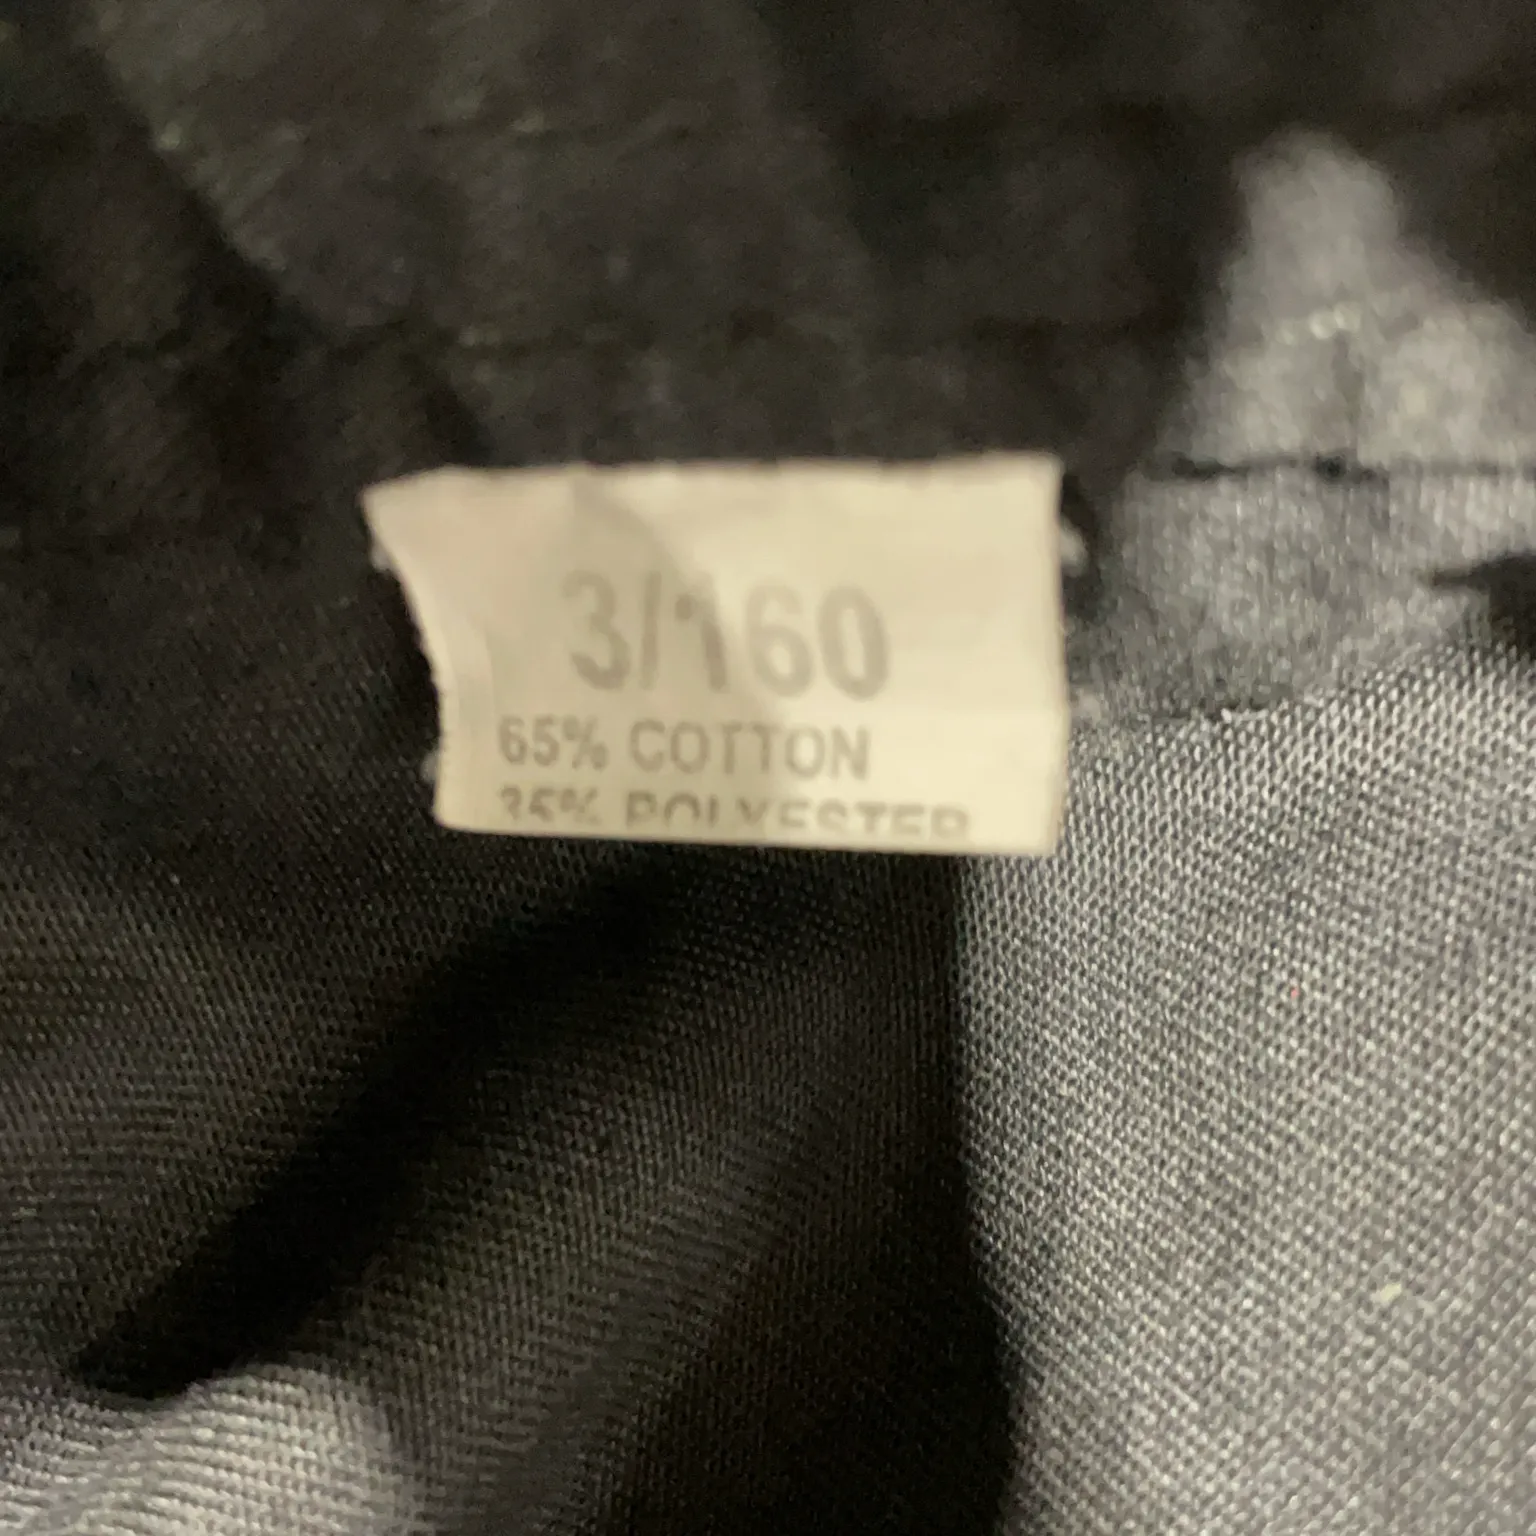 3/160
65% COTTON
35% POLYESTER